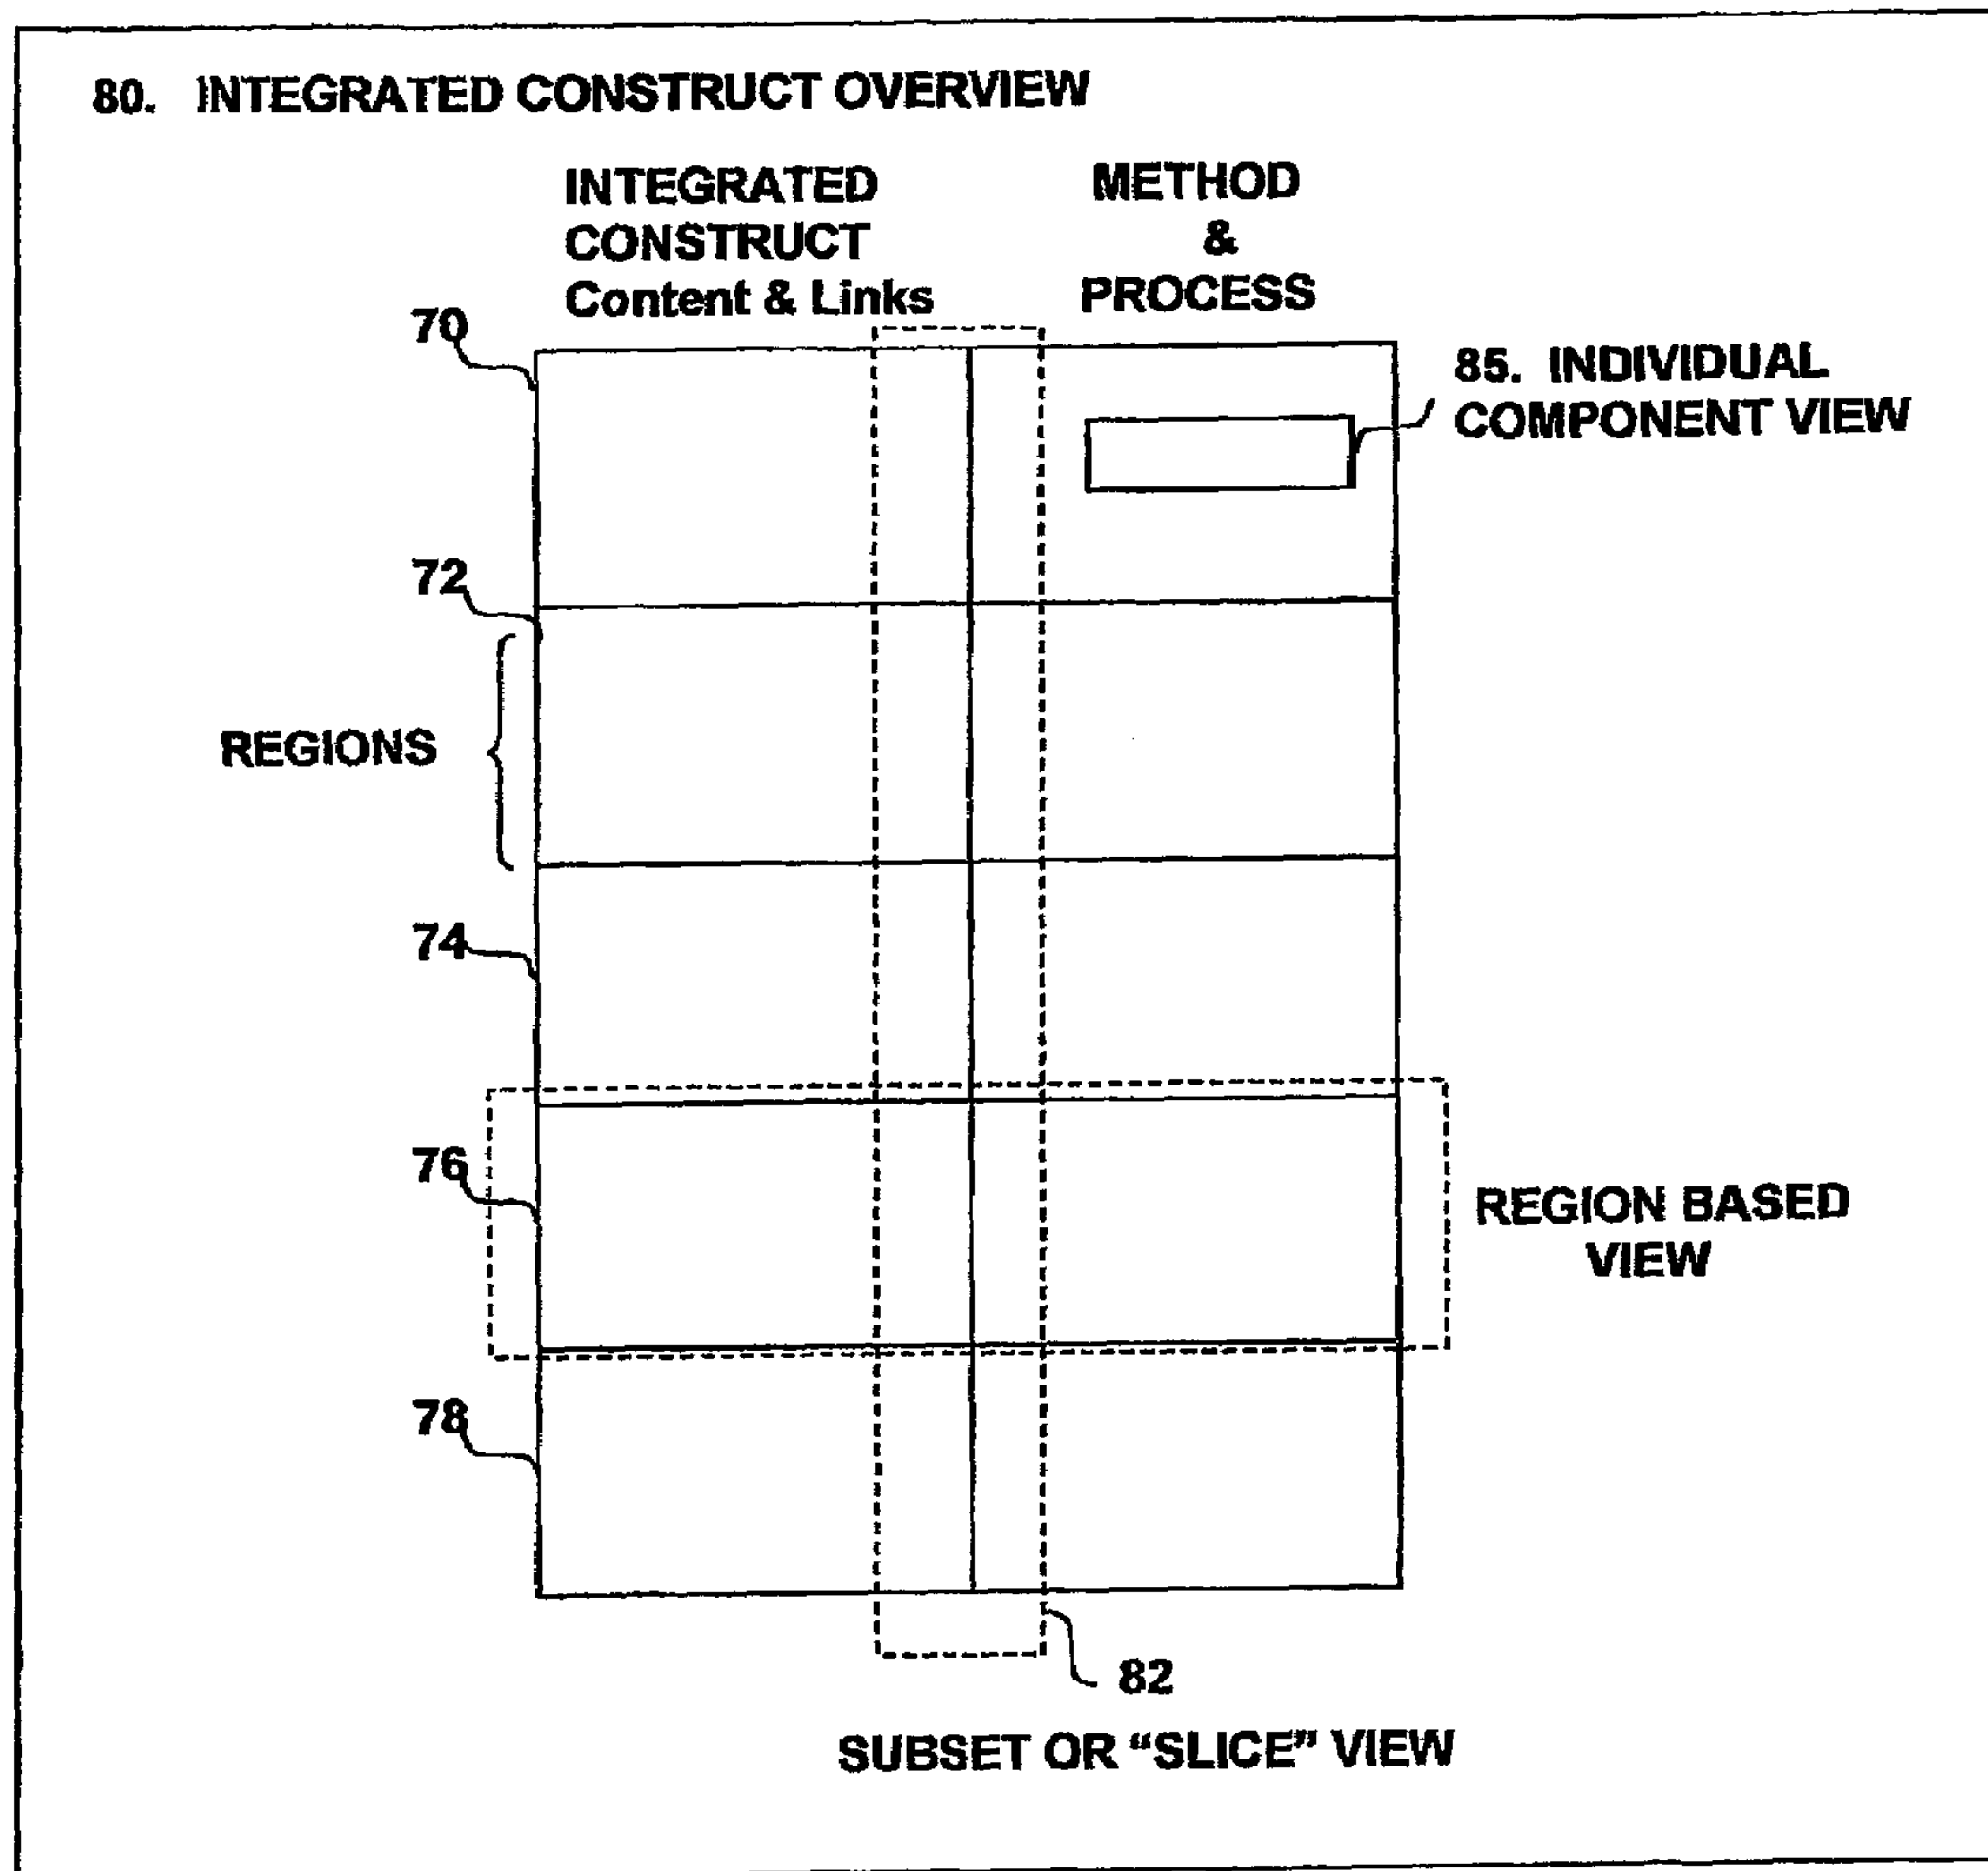 80. INTEGRATED CONSTRUCT OVERVIEW
INTEGRATED
CONSTRUCT
Content & Links
METHOD
&
PROCESS
70
85. INDIVIDUAL
COMPONENT VIEW
72
REGIONS
74
76
REGION BASED
VIEW
78
82
SUBSET OR “SLICE” VIEW